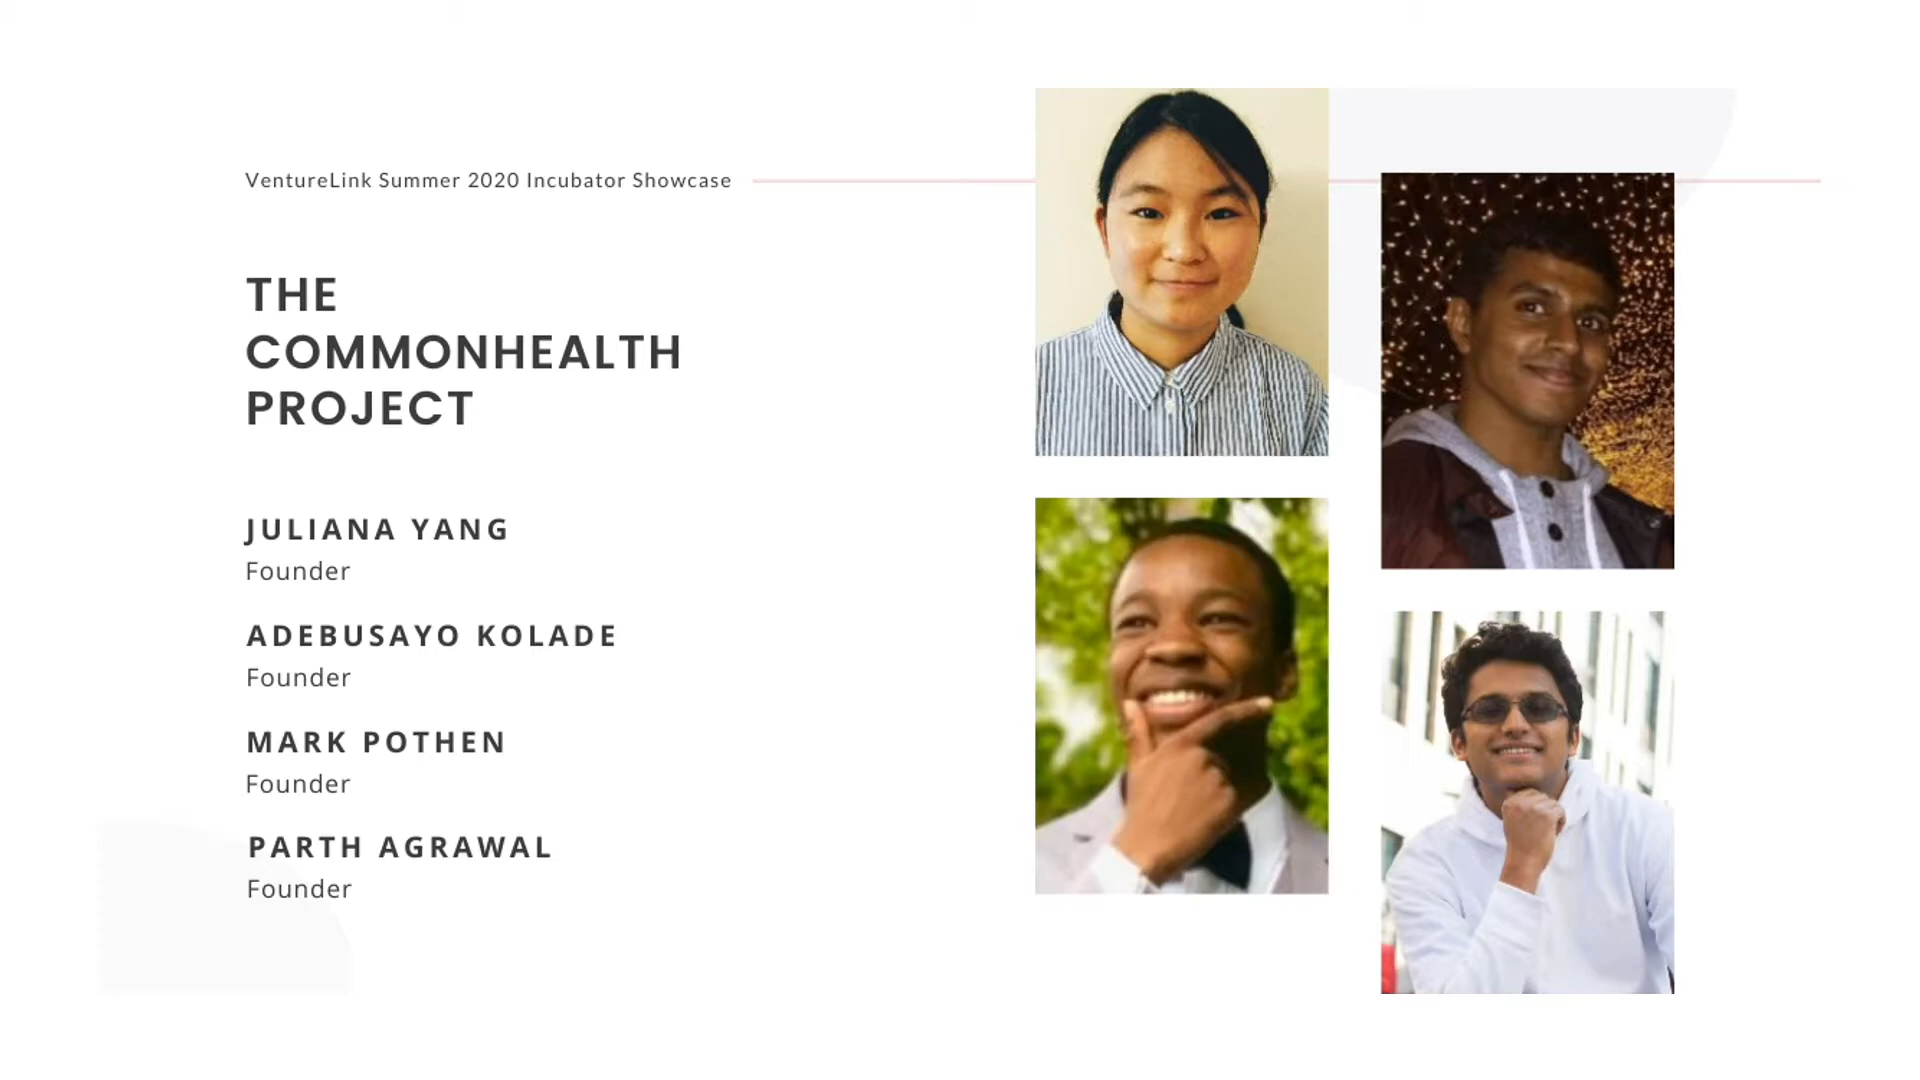 VentureLink Summer 2020 Incubator Showcase
THE
COMMONHEALTH
PROJECT
JULIANA YANG
Founder
ADEBUSAYO KOLADE
Founder
MARK POTHEN
Founder
PARTH AGRAWAL
Founder